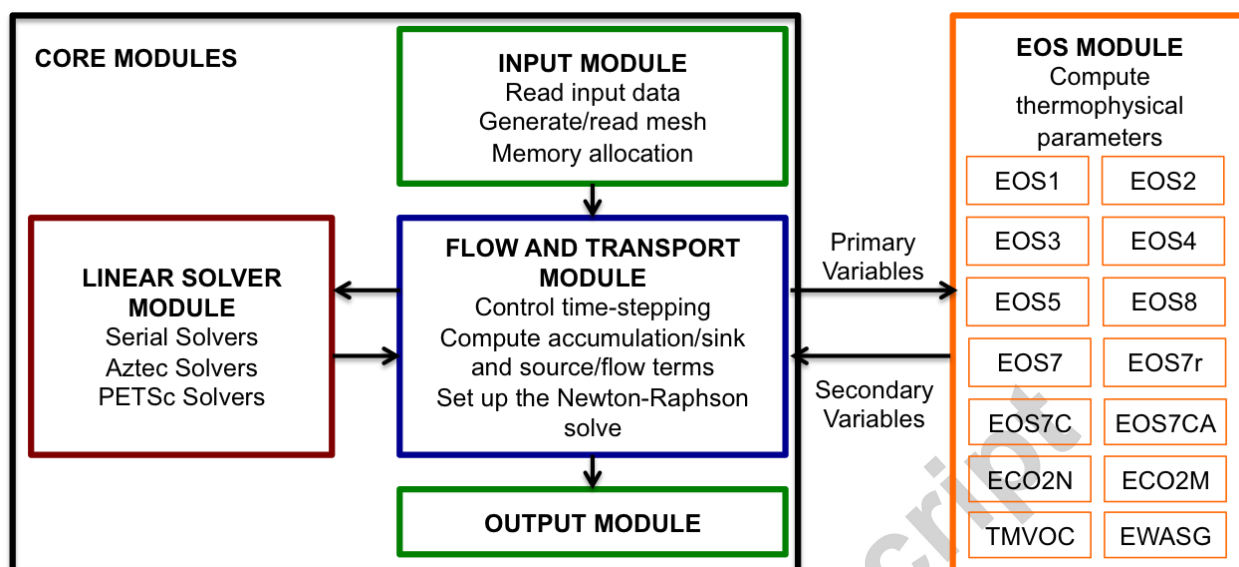 CORE MODULES
INPUT MODULE
Read input data
Generate/read mesh
Memory allocation
LINEAR SOLVER
MODULE
Serial Solvers
Aztec Solvers
PETSc Solvers
FLOW AND TRANSPORT
MODULE
Control time-stepping
Compute accumulation/sink
and source/flow terms
Set up the Newton-Raphson
solve
OUTPUT MODULE
Primary
Variables
Secondary
Variables
EOS MODULE
Compute
thermophysical
parameters
EOS1 EOS2
EOS3 EOS4
EOS5 EOS8
EOS7 EOS7r
EOS7C EOS7CA
ECO2N ECO2M
TMVOC EWASG
cript